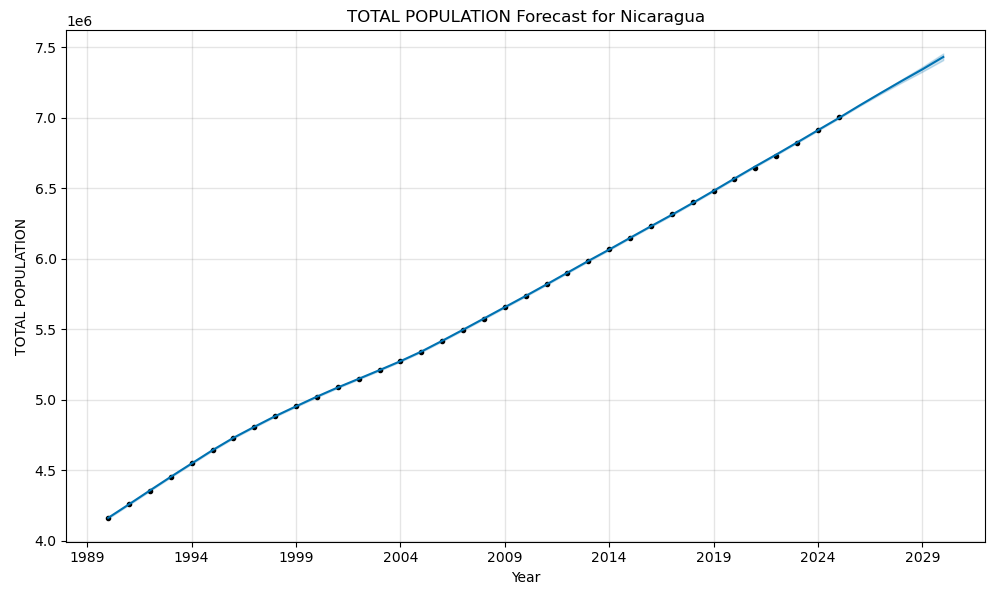 TOTAL POPULATION Forecast for Nicaragua
1e6
7.5
7.0
6.5
6.0
5.5
5.0
4.5
4.0
TOTAL POPULATION
1989 1994 1999 2004 2009 2014 2019 2024 2029
Year